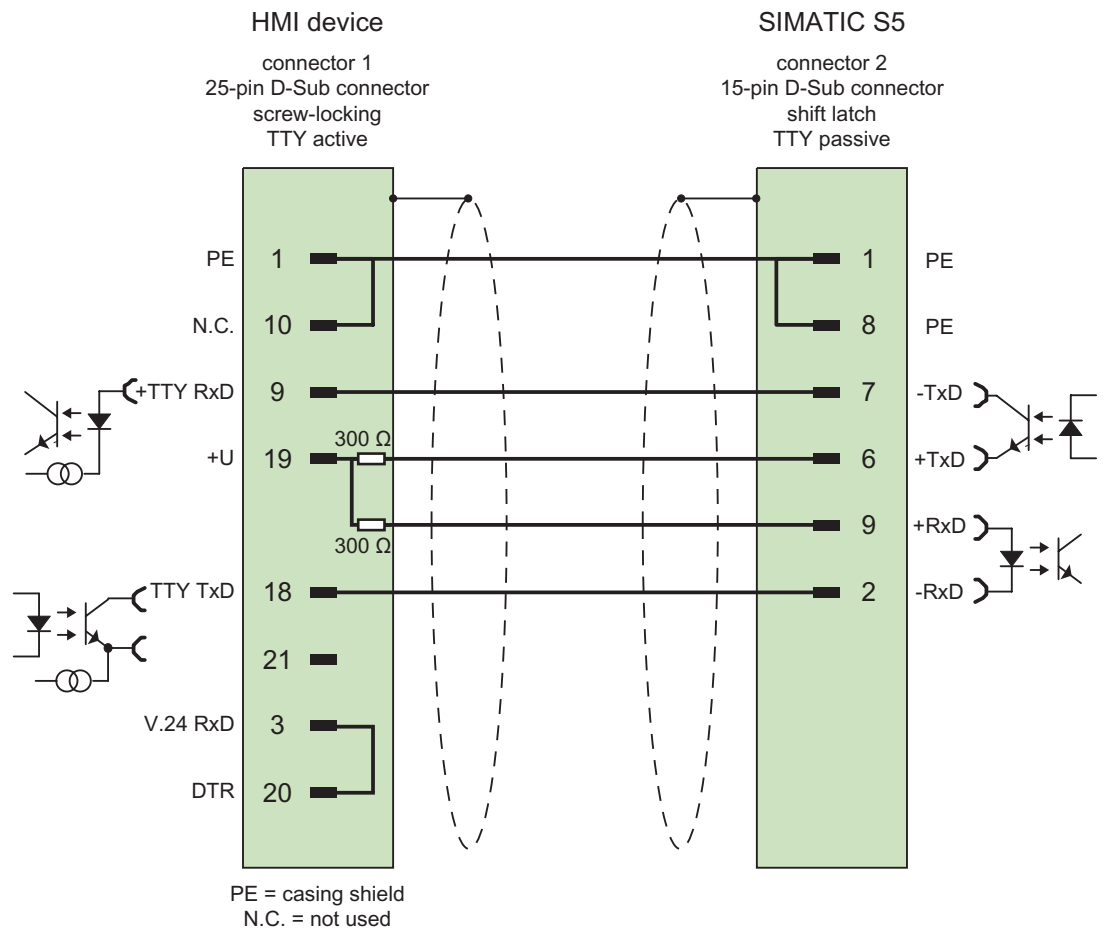 HMI device
SIMATIC S5
connector 1
25-pin D-Sub connector
screw-locking
TTY active
connector 2
15-pin D-Sub connector
shift latch
TTY passive
PE 1 1 PE
N.C. 10 8 PE
+TTY RxD 9 7 -TxD
300 Ω
+U 19 6 +TxD
9 +RxD
300 Ω
TTY TxD 18 2 -RxD
21
V.24 RxD 3
DTR 20
PE = casing shield
N.C. = not used